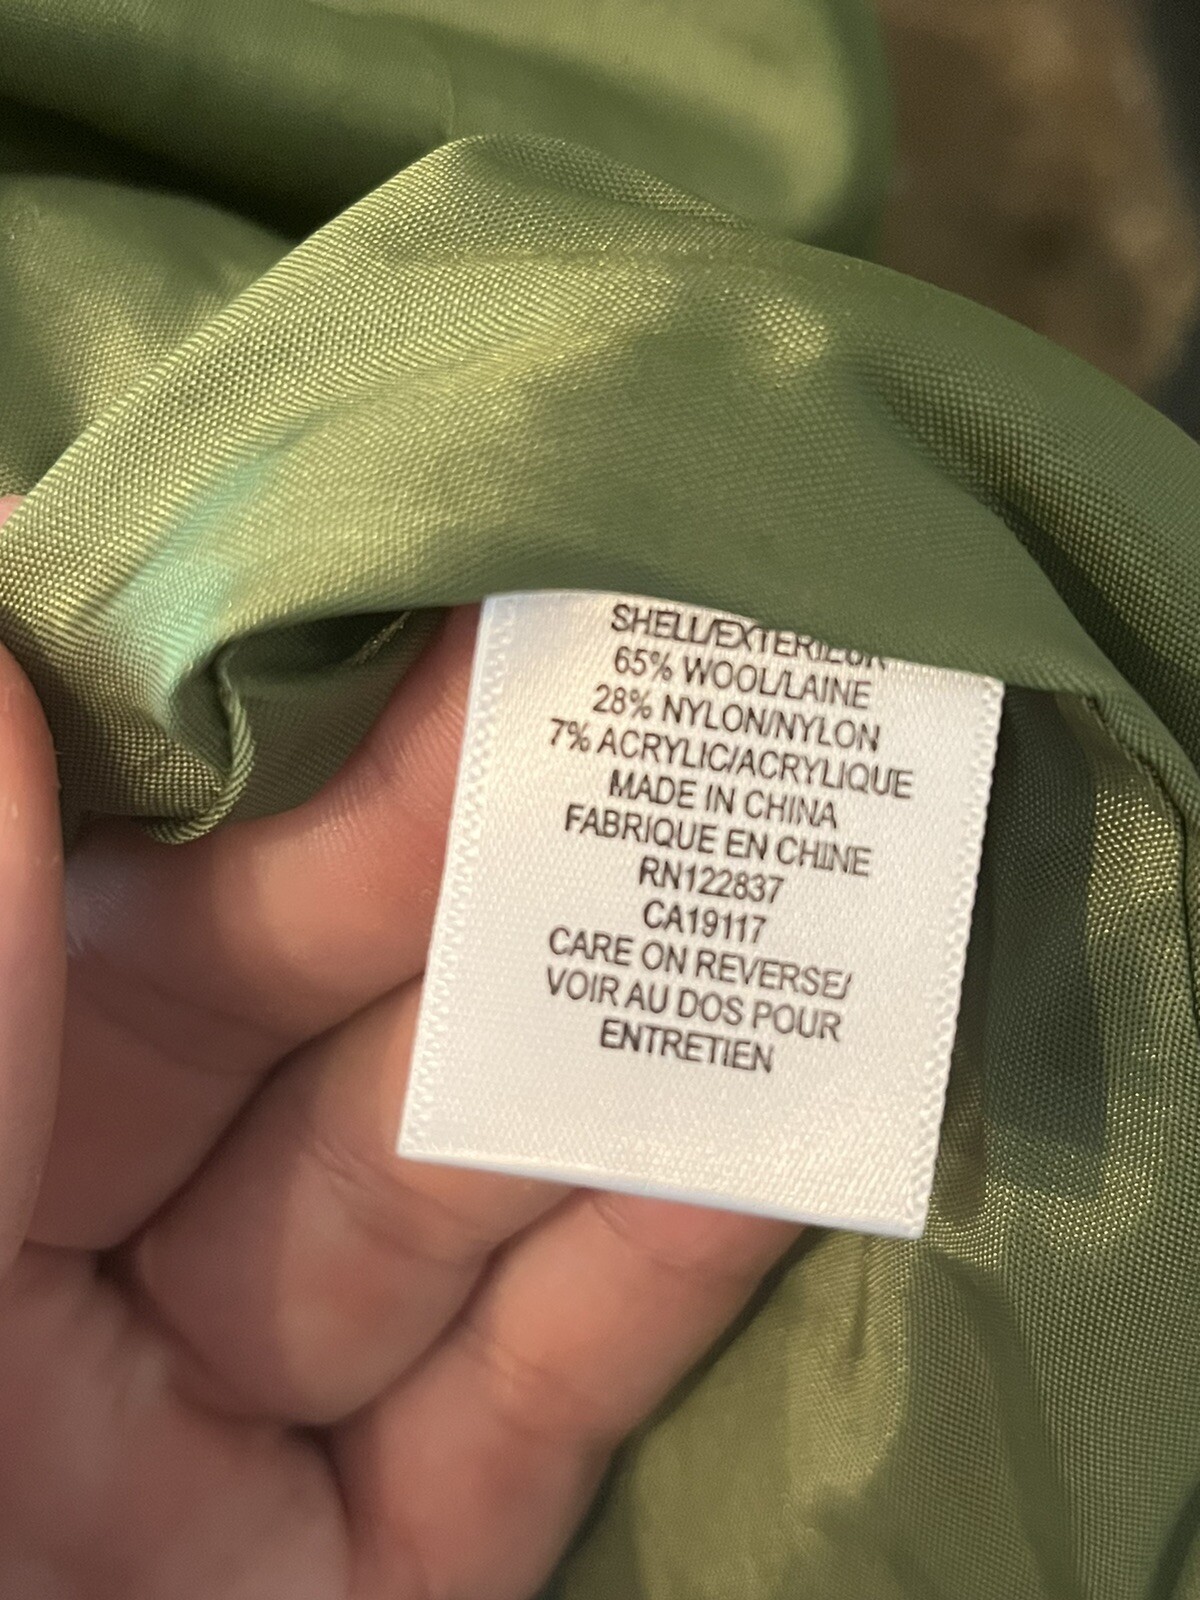 SHELL/EXTERIEUR
65% WOOL/LAINE
28% NYLON/NYLON
7% ACRYLIC/ACRYLIQUE
MADE IN CHINA
FABRIQUE EN CHINE
RN122837
CA19117
CARE ON REVERSE/
VOIR AU DOS POUR
ENTRETIEN